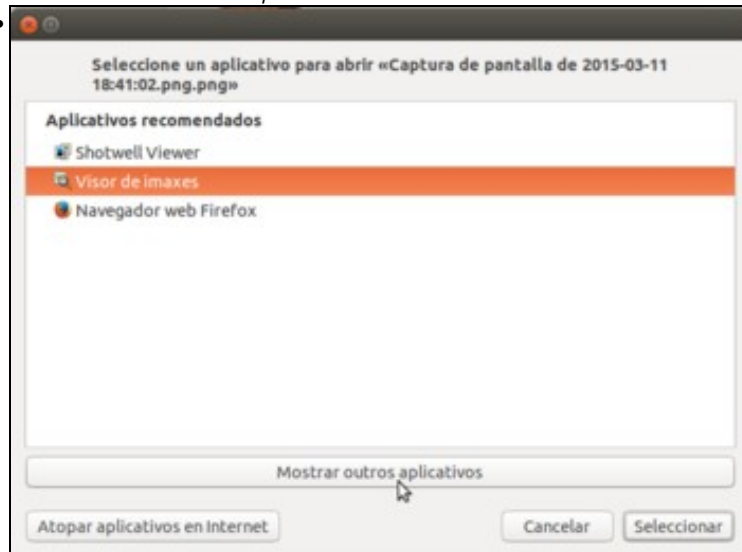 Seleccione un aplicativo para abrir «Captura de pantalla de 2015-03-11
18:41:02.png.png»
Aplicativos recomendados
Shotwell Viewer
Visor de imaxes
Navegador web Firefox
Mostrar outros aplicativos
Atopar aplicativos en Internet
Cancelar
Seleccionar